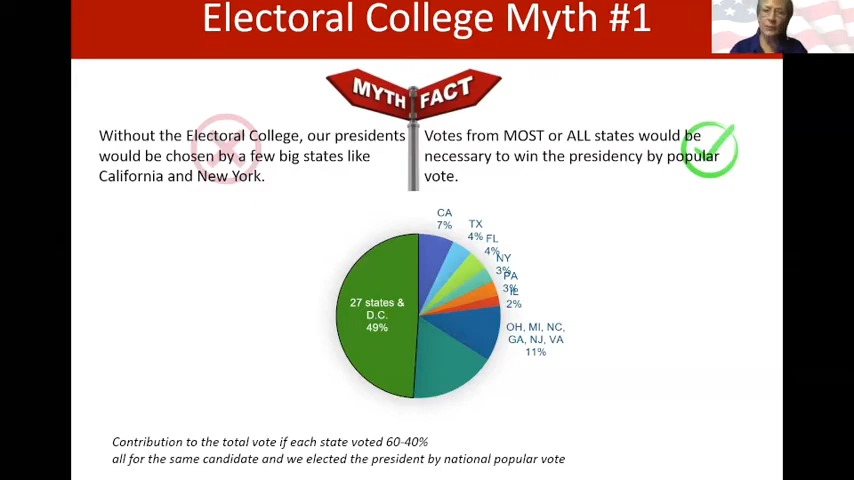 Electoral College Myth #1
MYTH FACT
Without the Electoral College, our presidents
would be chosen by a few big states like
California and New York.
Votes from MOST or ALL states would be
necessary to win the presidency by popular
vote.
CA
7%
TX
4%
FL
4%
NY
3%
PA
3%
IL
2%
27 states &
D.C.
49%
OH, MI, NC,
GA, NJ, VA
11%
Contribution to the total vote if each state voted 60-40%
all for the same candidate and we elected the president by national popular vote